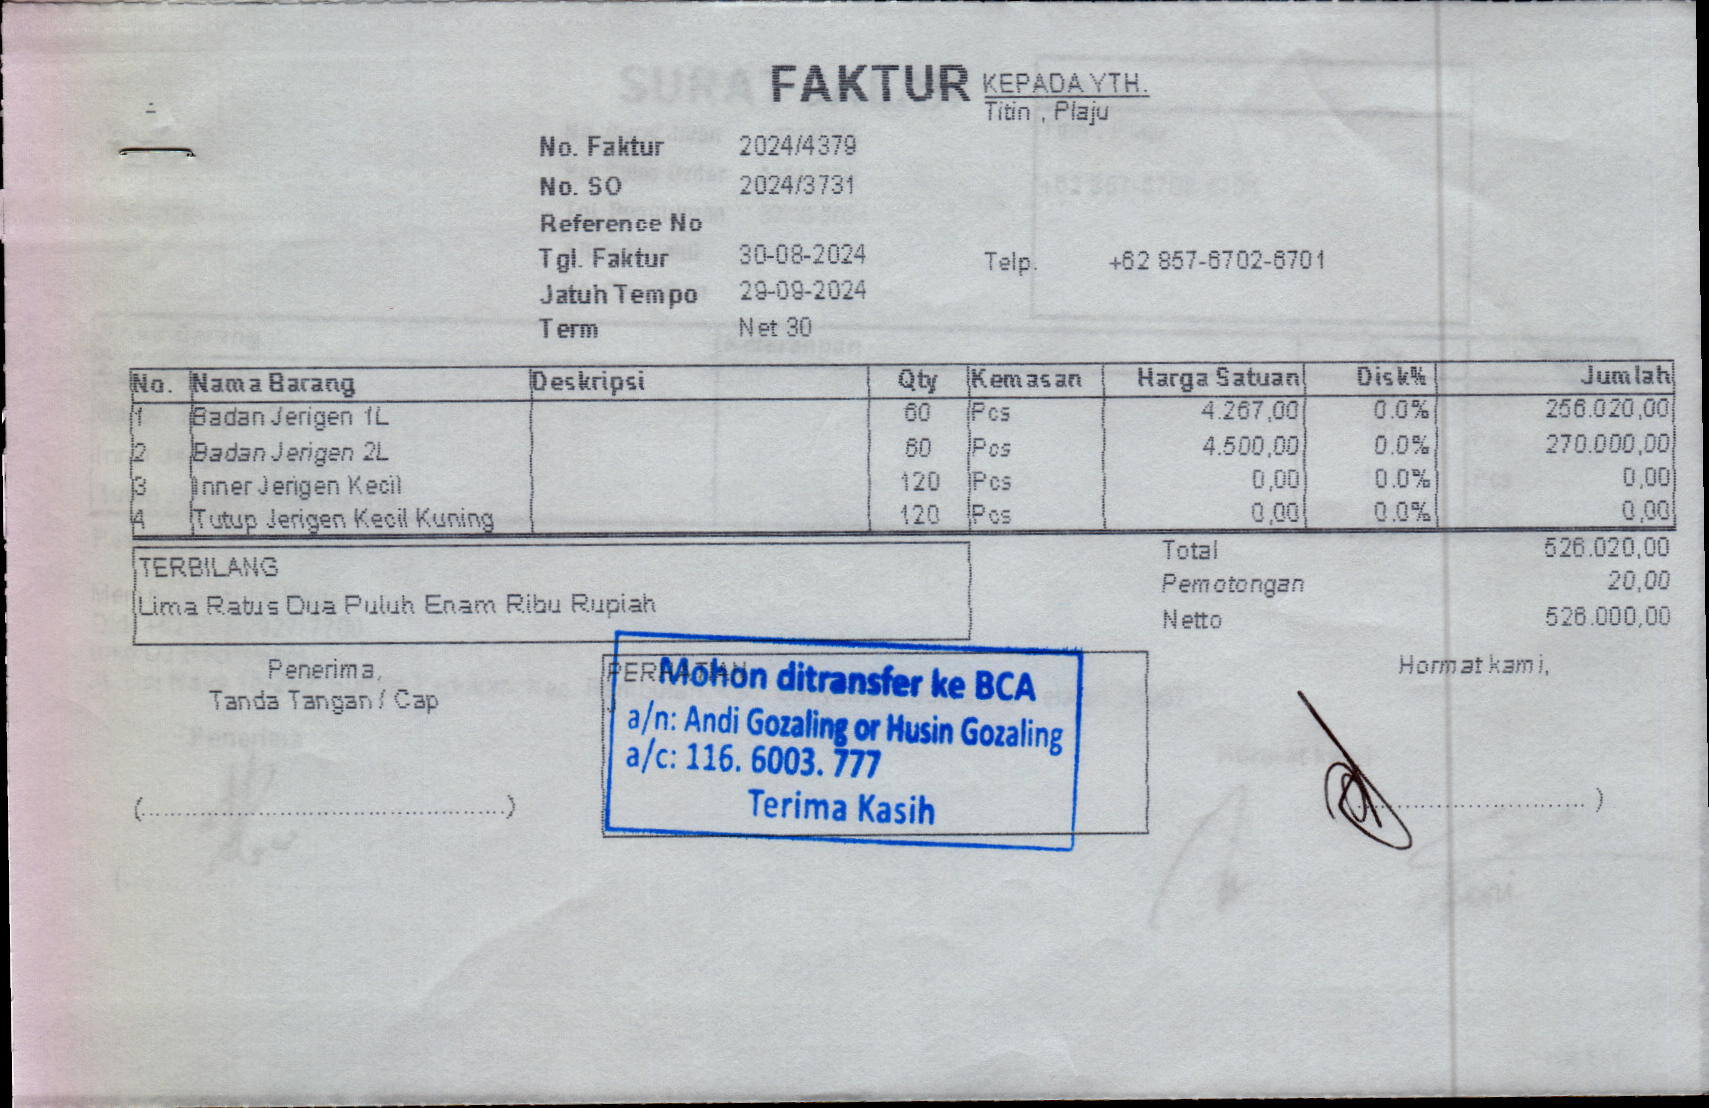 FAKTUR
KEPADA YTH.
Titin , Plaju
No. Faktur 2024/4379
No. SO 2024/3731
Reference No
Tgl. Faktur 30-08-2024
Telp. +62 857-6702-6701
Jatuh Tempo 29-09-2024
Term Net 30
No. Nama Barang Deskripsi Qty Kemasan Harga Satuan Disk% Jumlah
1 Badan Jerigen 1L 60 Pcs 4.267,00 0.0% 256.020,00
2 Badan Jerigen 2L 60 Pcs 4.500,00 0.0% 270.000,00
3 Inner Jerigen Kecil 120 Pcs 0,00 0.0% 0,00
4 Tutup Jerigen Kecil Kuning 120 Pcs 0,00 0.0% 0,00
TERBILANG
Lima Ratus Dua Puluh Enam Ribu Rupiah
Total 526.020,00
Pemotongan 20,00
Netto 526.000,00
Penerima,
Tanda Tangan / Cap
(........................................................)
PERHATIAN
Mohon ditransfer ke BCA
a/n: Andi Gozaling or Husin Gozaling
a/c: 116. 6003. 777
Terima Kasih
Hormat kami,